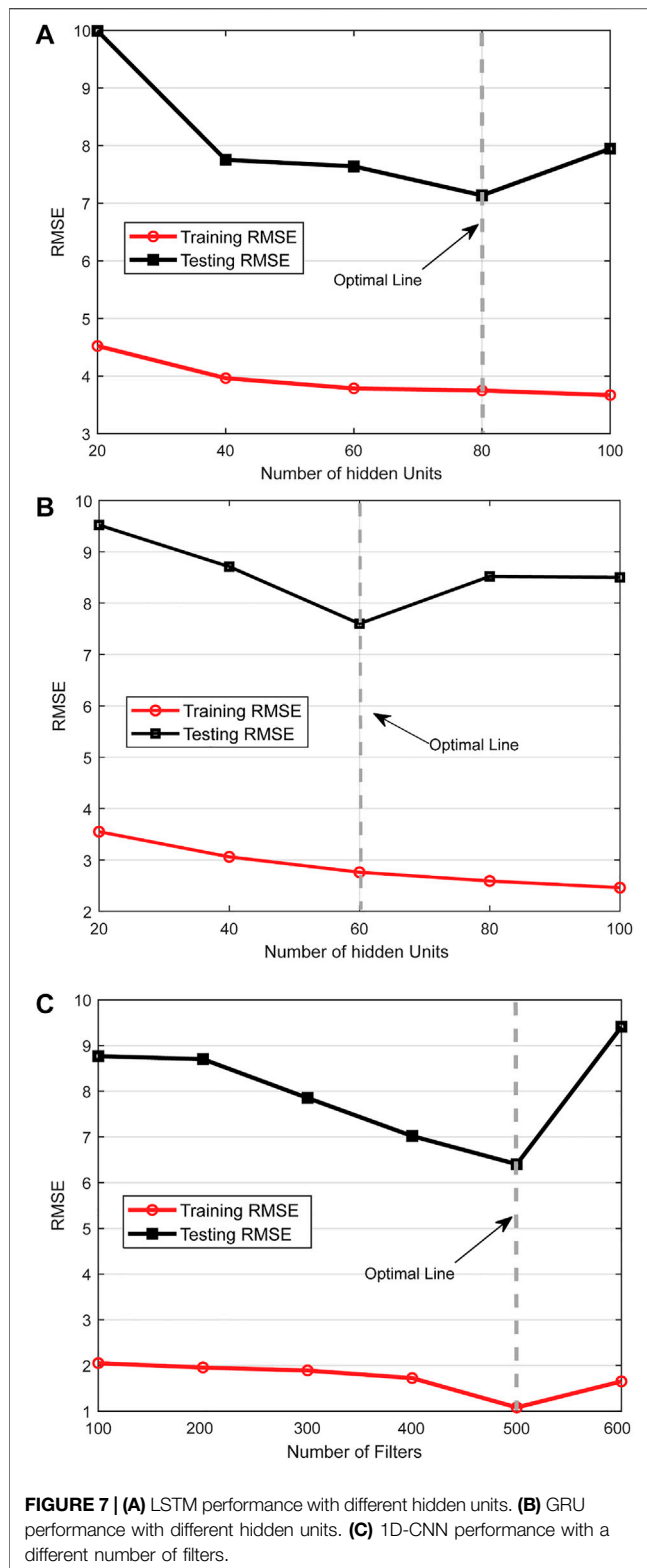 A
10
9
8
7
6
5
4
3
RMSE
Training RMSE
Testing RMSE
Optimal Line
20 40 60 80 100
Number of hidden Units
B
10
9
8
7
6
5
4
3
2
RMSE
Training RMSE
Testing RMSE
Optimal Line
20 40 60 80 100
Number of hidden Units
C
10
9
8
7
6
5
4
3
2
1
RMSE
Training RMSE
Testing RMSE
Optimal Line
100 200 300 400 500 600
Number of Filters
FIGURE 7 | (A) LSTM performance with different hidden units. (B) GRU
performance with different hidden units. (C) 1D-CNN performance with a
different number of filters.